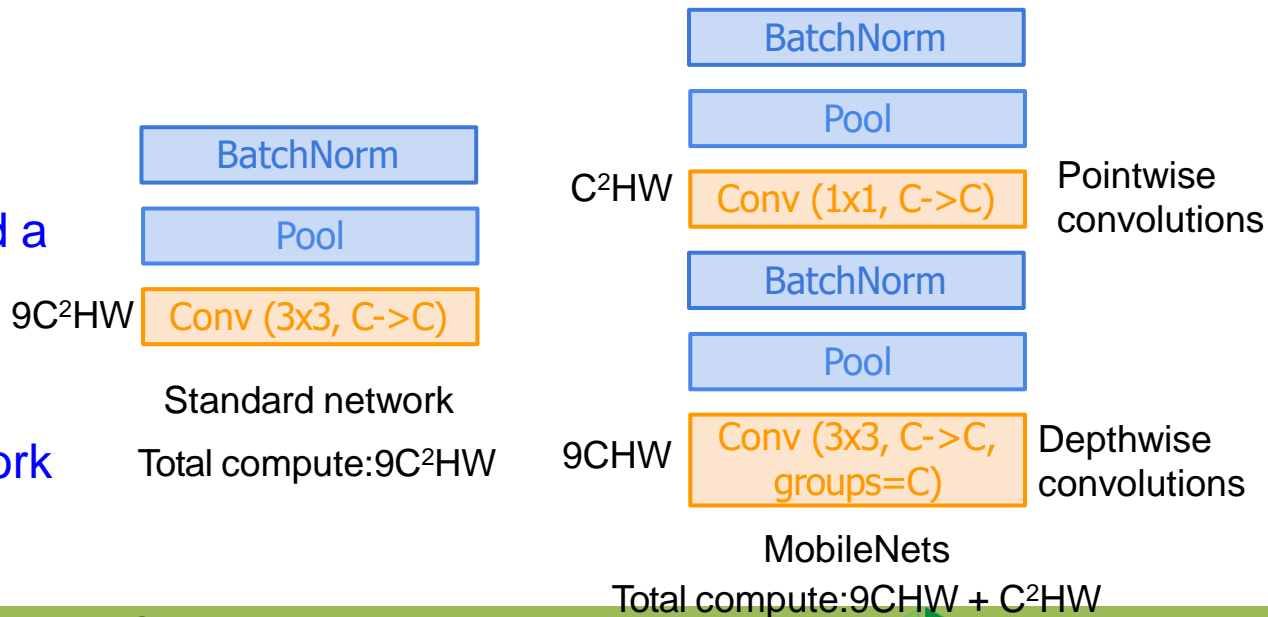 d a
ork
BatchNorm
Pool
9C²HW
Conv (3x3, C->C)
Standard network
Total compute:9C²HW
BatchNorm
Pool
C²HW
Conv (1x1, C->C)
Pointwise
convolutions
BatchNorm
Pool
9CHW
Conv (3x3, C->C,
groups=C)
Depthwise
convolutions
MobileNets
Total compute:9CHW + C²HW